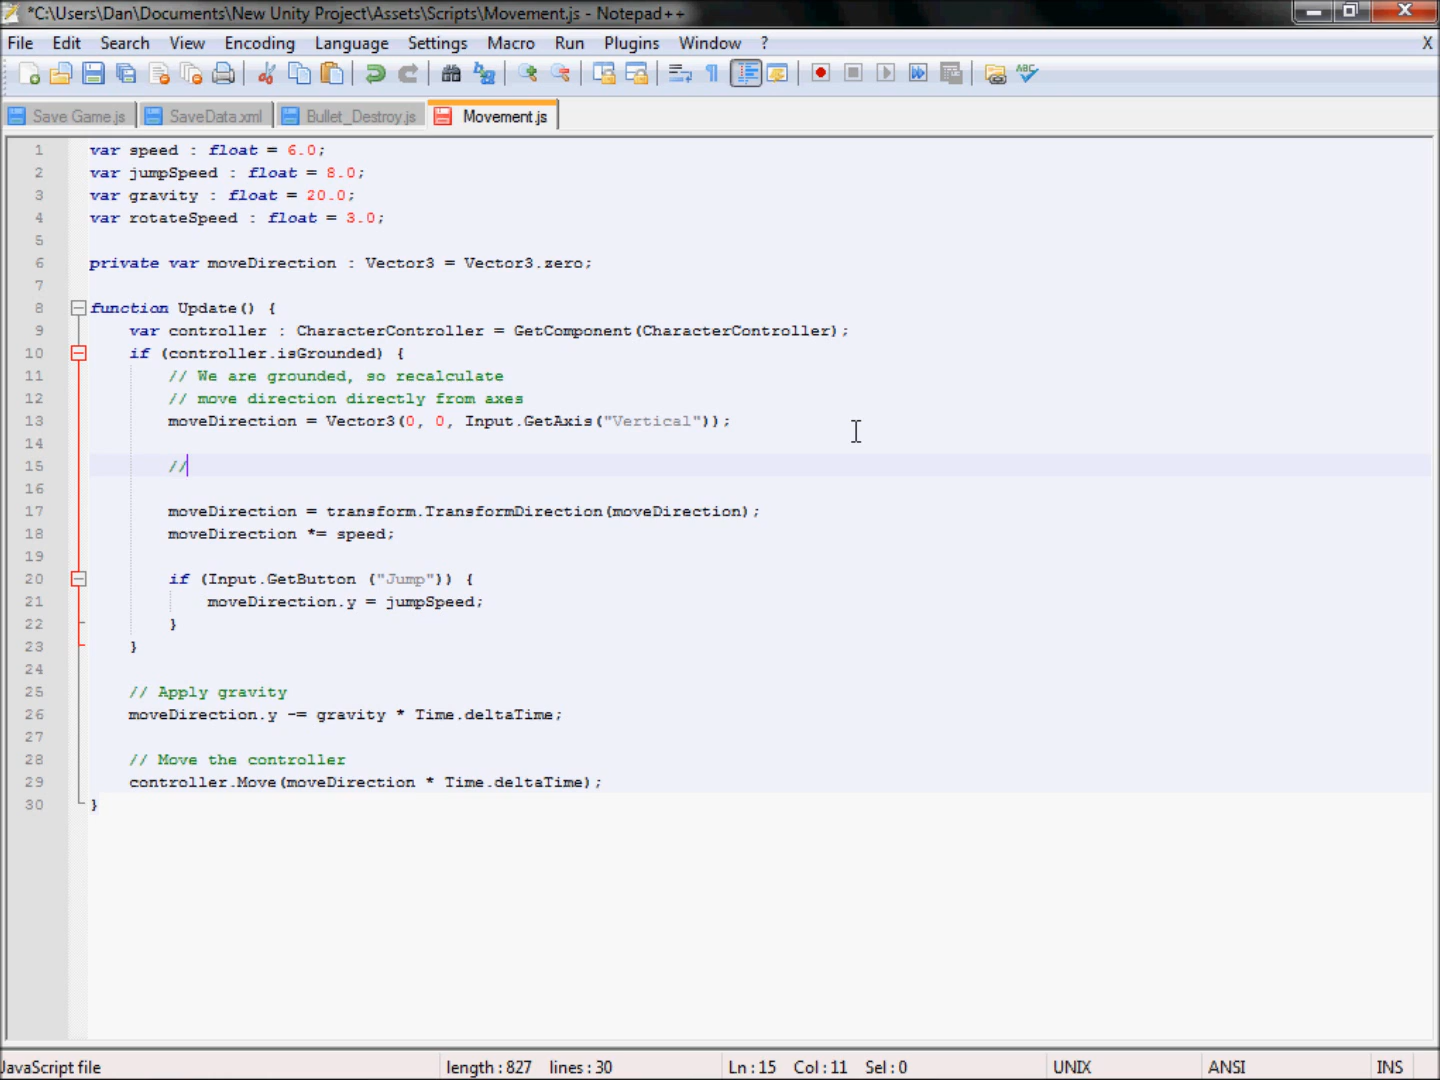 *C:\Users\Dan\Documents\New Unity Project\Assets\Scripts\Movement.js - Notepad++
File Edit Search View Encoding Language Settings Macro Run Plugins Window ? X
Save Game.js SaveData.xml Bullet_Destroy.js Movement.js
1 var speed : float = 6.0;
2 var jumpSpeed : float = 8.0;
3 var gravity : float = 20.0;
4 var rotateSpeed : float = 3.0;
5
6 private var moveDirection : Vector3 = Vector3.zero;
7
8 function Update() {
9 var controller : CharacterController = GetComponent(CharacterController);
10 if (controller.isGrounded) {
11 // We are grounded, so recalculate
12 // move direction directly from axes
13 moveDirection = Vector3(0, 0, Input.GetAxis("Vertical"));
14
15 //
16
17 moveDirection = transform.TransformDirection(moveDirection);
18 moveDirection *= speed;
19
20 if (Input.GetButton ("Jump")) {
21 moveDirection.y = jumpSpeed;
22 }
23 }
24
25 // Apply gravity
26 moveDirection.y -= gravity * Time.deltaTime;
27
28 // Move the controller
29 controller.Move(moveDirection * Time.deltaTime);
30 }
JavaScript file length : 827 lines : 30 Ln : 15 Col : 11 Sel : 0 UNIX ANSI INS